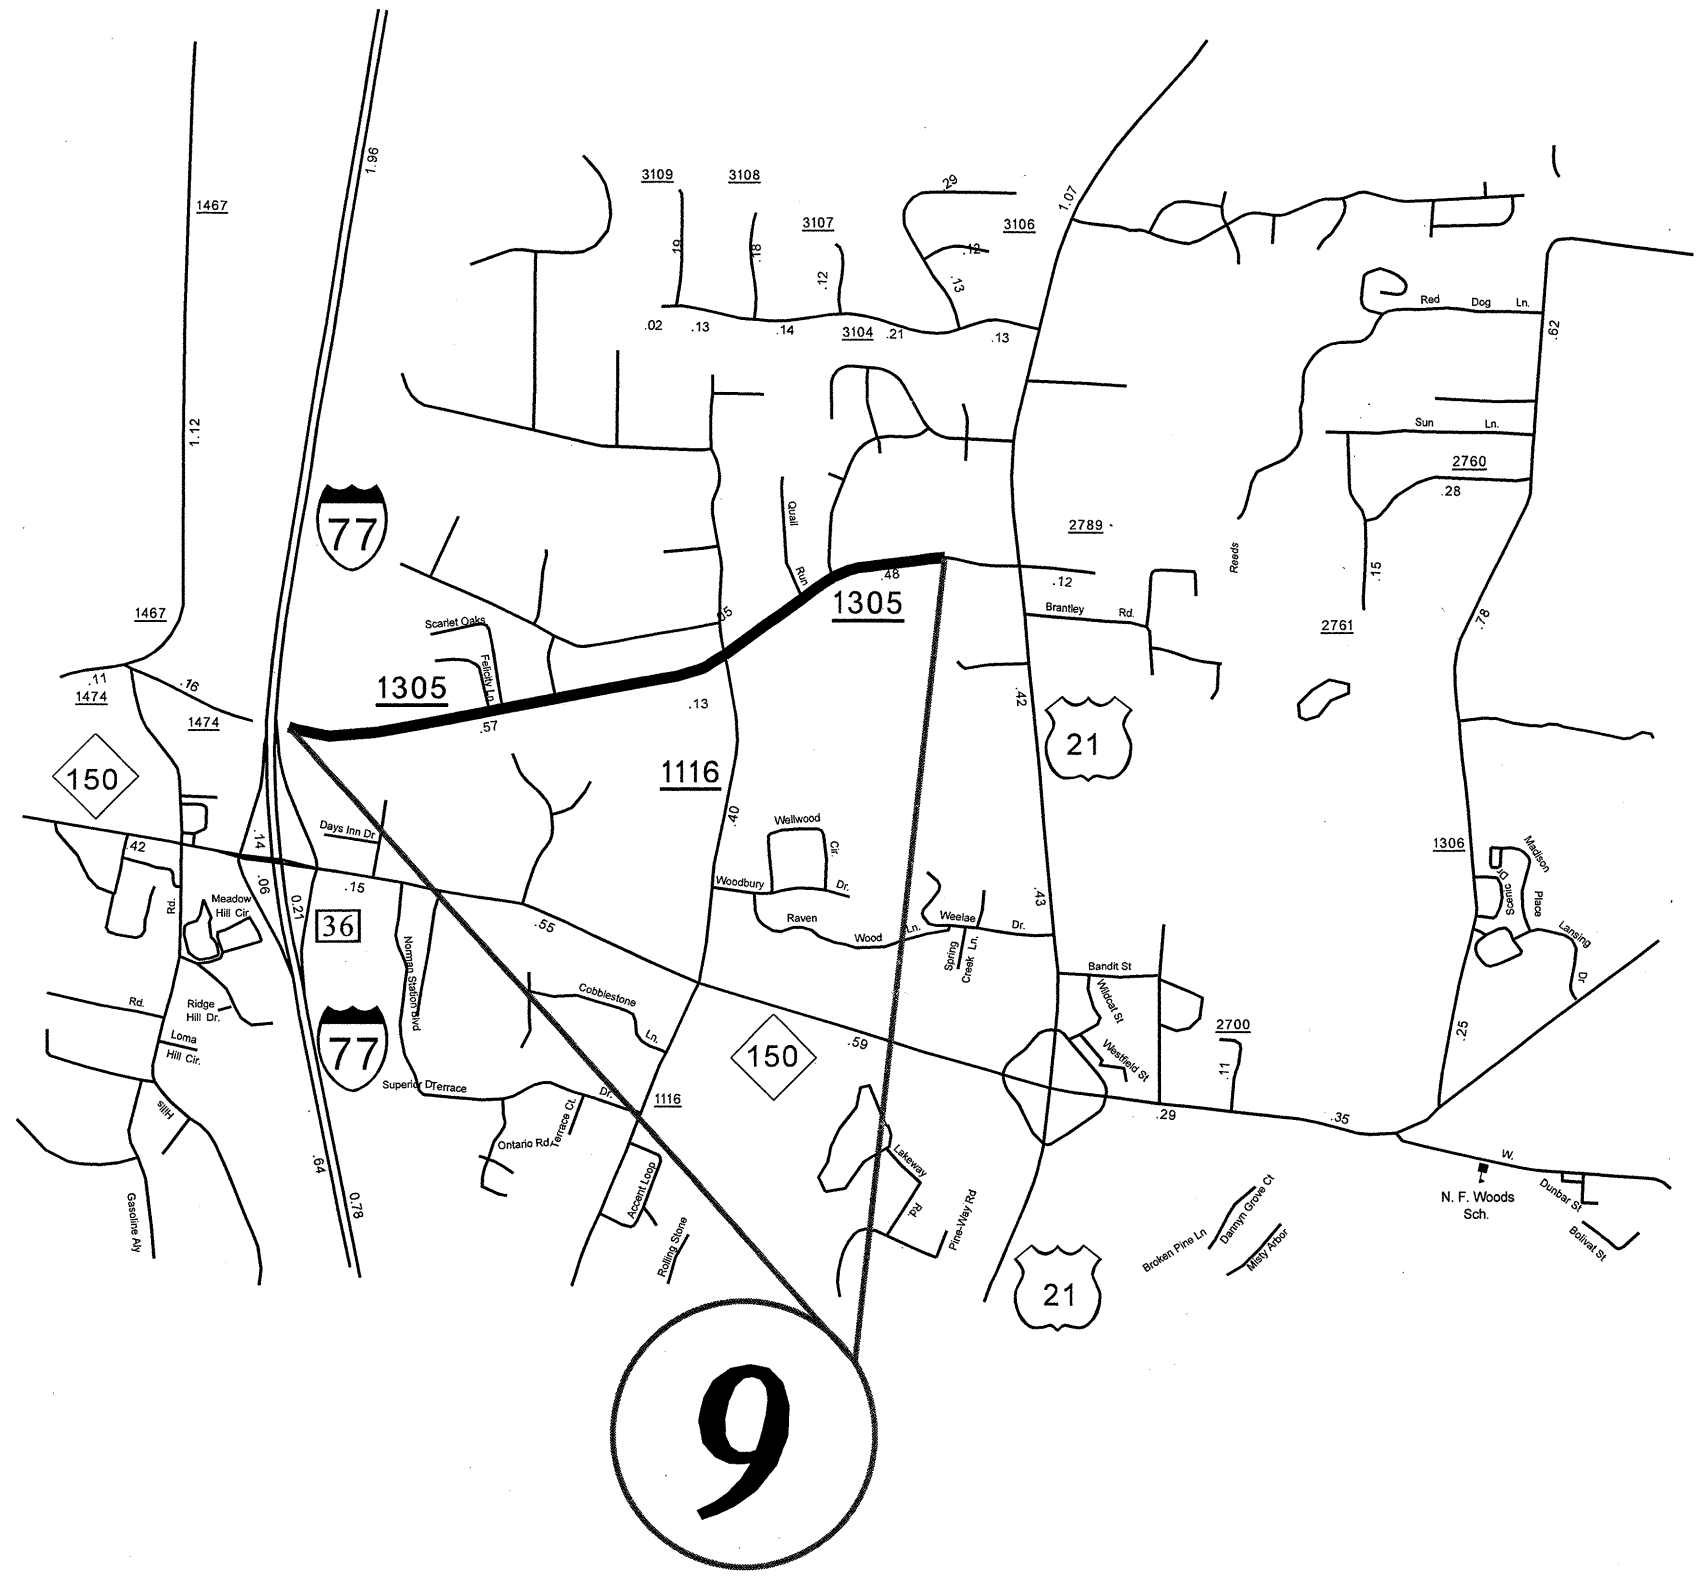 1.96
3109
3108
.29
1467
1.07
3107
3106
.19
.18
.12
.12
.13
.02
.13
.14
3104
.21
.13
Red Dog Ln.
.62
1.12
Sun Ln.
2760
.28
77
Quail
Run
2789
Reeds
.15
.48
.12
1305
1467
Brantley Rd.
.05
Scarlet Oaks
.78
2761
Felicity Ln.
.11
.16
1305
1474
1474
.57
.13
.42
21
150
1116
.40
Wellwood
Cir.
Days Inn Dr
.14
.42
1306
Madison
Place
Scenic Dr
.06
.15
Woodbury Dr.
.43
Rd.
0.21
Meadow
Hill Cir.
36
.55
Raven
Wood Ln.
Weelae Dr.
Spring
Creek Ln.
Lansing
Dr
Norman Station Blvd
Bandit St
Rd.
Ridge
Hill Dr.
Cobblestone
Ln.
Wildcat St
2700
.25
Loma
Hill Cir.
77
150
.59
Westfield St
.11
Superior Dr
Terrace
Dr.
1116
Hills
.29
.35
Terrace Ct.
Ontario Rd.
W.
.64
Lakeway
Rd.
Accent Loop
N. F. Woods
Sch.
Dunbar St
0.78
Gasoline Aly
Pine-Way Rd
Dannyn Grove Ct
Broken Pine Ln
Misty Arbor
Bolivat St
Rolling Stone
21
9